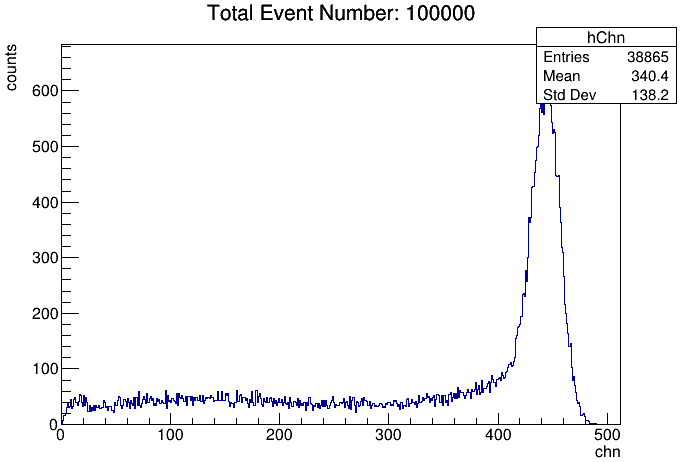 Total Event Number: 100000
hChn
Entries 38865
Mean 340.4
Std Dev 138.2
counts
600
500
400
300
200
100
0
0 100 200 300 400 500
chn